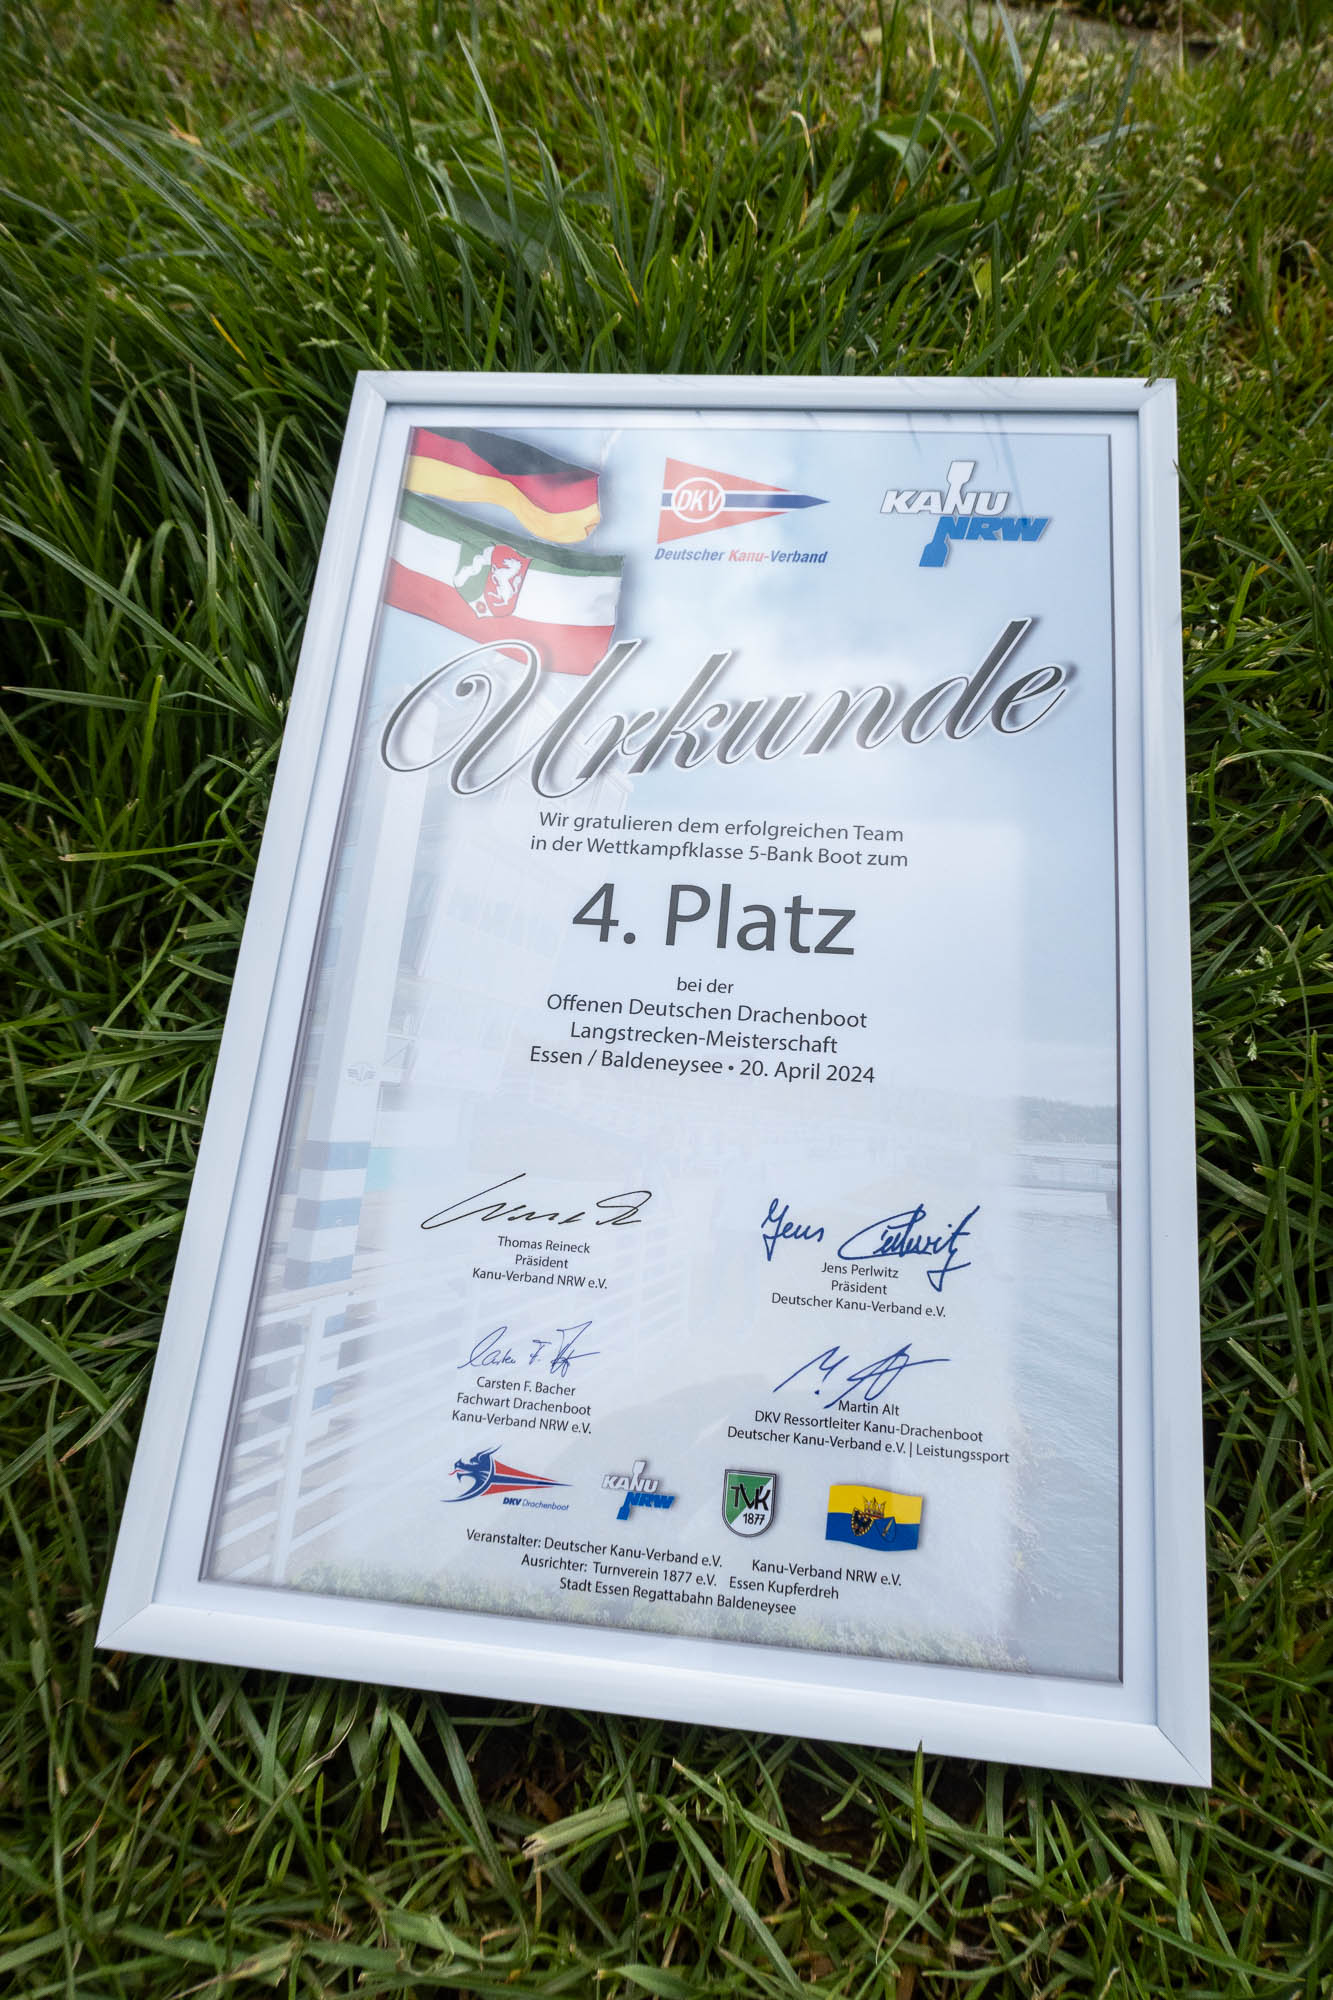 DKV
Deutscher Kanu-Verband
KANU
NRW
Urkunde
Wir gratulieren dem erfolgreichen Team
in der Wettkampfklasse 5-Bank Boot zum
4. Platz
bei der
Offenen Deutschen Drachenboot
Langstrecken-Meisterschaft
Essen / Baldeneysee • 20. April 2024
Thomas Reineck
Präsident
Kanu-Verband NRW e.V.
Jens Perlwitz
Jens Perlwitz
Präsident
Deutscher Kanu-Verband e.V.
Carsten F. Bacher
Fachwart Drachenboot
Kanu-Verband NRW e.V.
Martin Alt
DKV Ressortleiter Kanu-Drachenboot
Deutscher Kanu-Verband e.V. | Leistungssport
DKV Drachenboot
KANU
NRW
TVK
1877
Veranstalter: Deutscher Kanu-Verband e.V. Kanu-Verband NRW e.V.
Ausrichter: Turnverein 1877 e.V. Essen Kupferdreh
Stadt Essen Regattabahn Baldeneysee